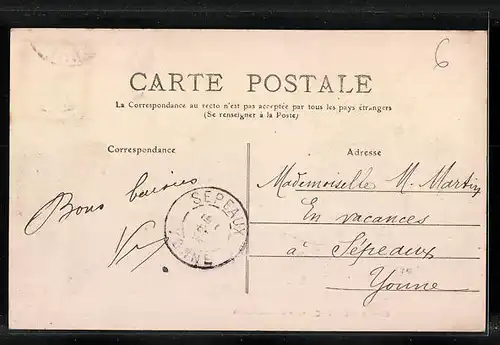 6
CARTE POSTALE
La Correspondance au recto n'est pas acceptée par tous les pays étrangers
(Se renseigner à la Poste)
Correspondance
Adresse
Bons baisers
SÉPEAUX
YONNE
Mademoiselle M. Martin
En vacances
à Sépeaux
Yonne